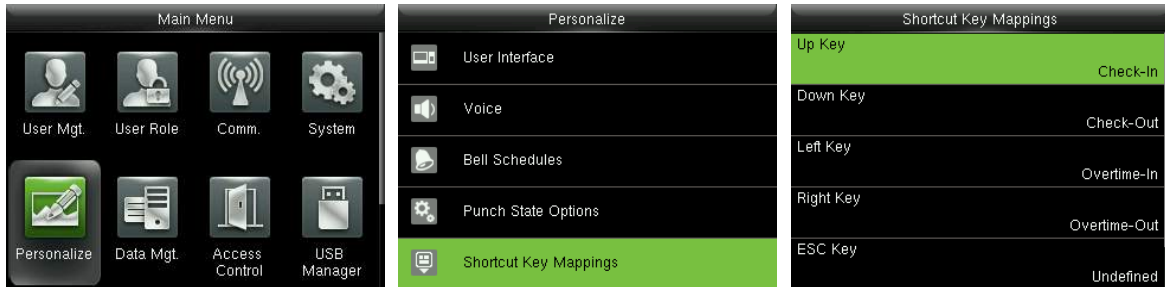 Main Menu
User Mgt.
User Role
Comm.
System
Personalize
Data Mgt.
Access
Control
USB
Manager
Personalize
User Interface
Voice
Bell Schedules
Punch State Options
Shortcut Key Mappings
Shortcut Key Mappings
Up Key
Check-In
Down Key
Check-Out
Left Key
Overtime-In
Right Key
Overtime-Out
ESC Key
Undefined